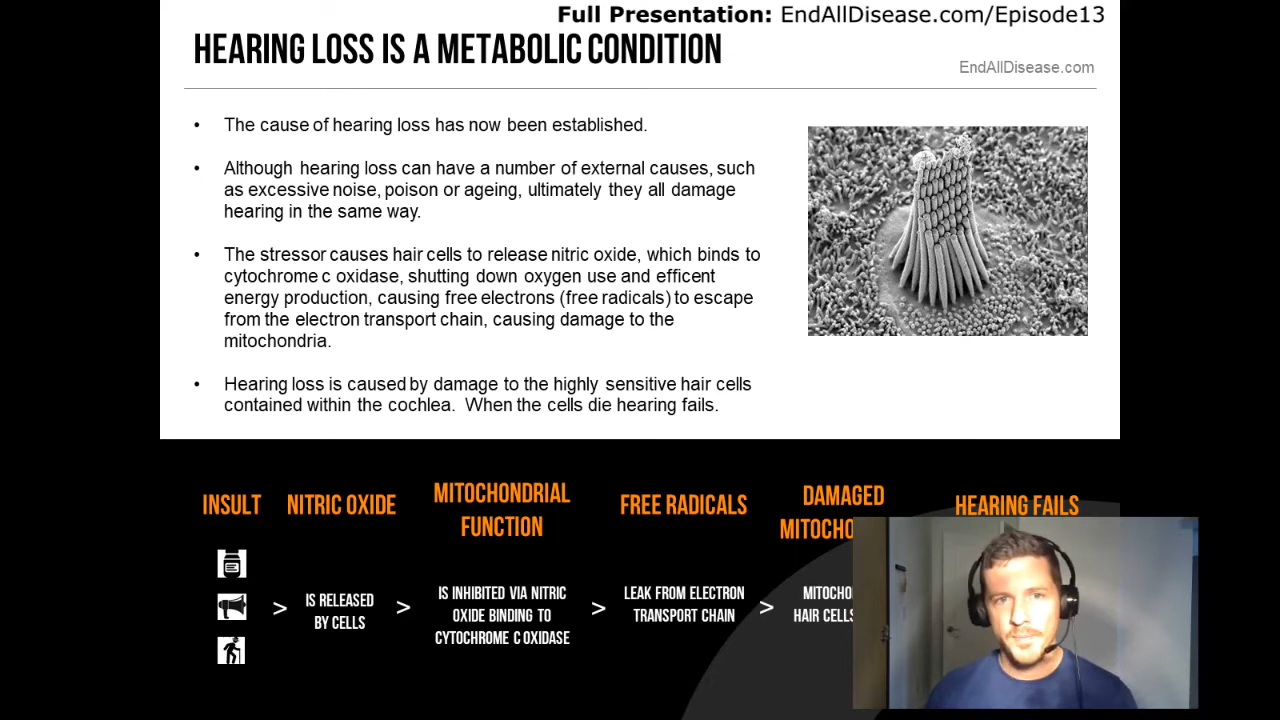 Full Presentation: EndAllDisease.com/Episode13
HEARING LOSS IS A METABOLIC CONDITION
EndAllDisease.com
• The cause of hearing loss has now been established.
• Although hearing loss can have a number of external causes, such
as excessive noise, poison or ageing, ultimately they all damage
hearing in the same way.
• The stressor causes hair cells to release nitric oxide, which binds to
cytochrome c oxidase, shutting down oxygen use and efficent
energy production, causing free electrons (free radicals) to escape
from the electron transport chain, causing damage to the
mitochondria.
• Hearing loss is caused by damage to the highly sensitive hair cells
contained within the cochlea. When the cells die hearing fails.
INSULT
NITRIC OXIDE
MITOCHONDRIAL
FUNCTION
FREE RADICALS
DAMAGED
MITOCHO
HEARING FAILS
>
IS RELEASED
BY CELLS
>
IS INHIBITED VIA NITRIC
OXIDE BINDING TO
CYTOCHROME C OXIDASE
>
LEAK FROM ELECTRON
TRANSPORT CHAIN
>
MITOCHO
HAIR CELLS